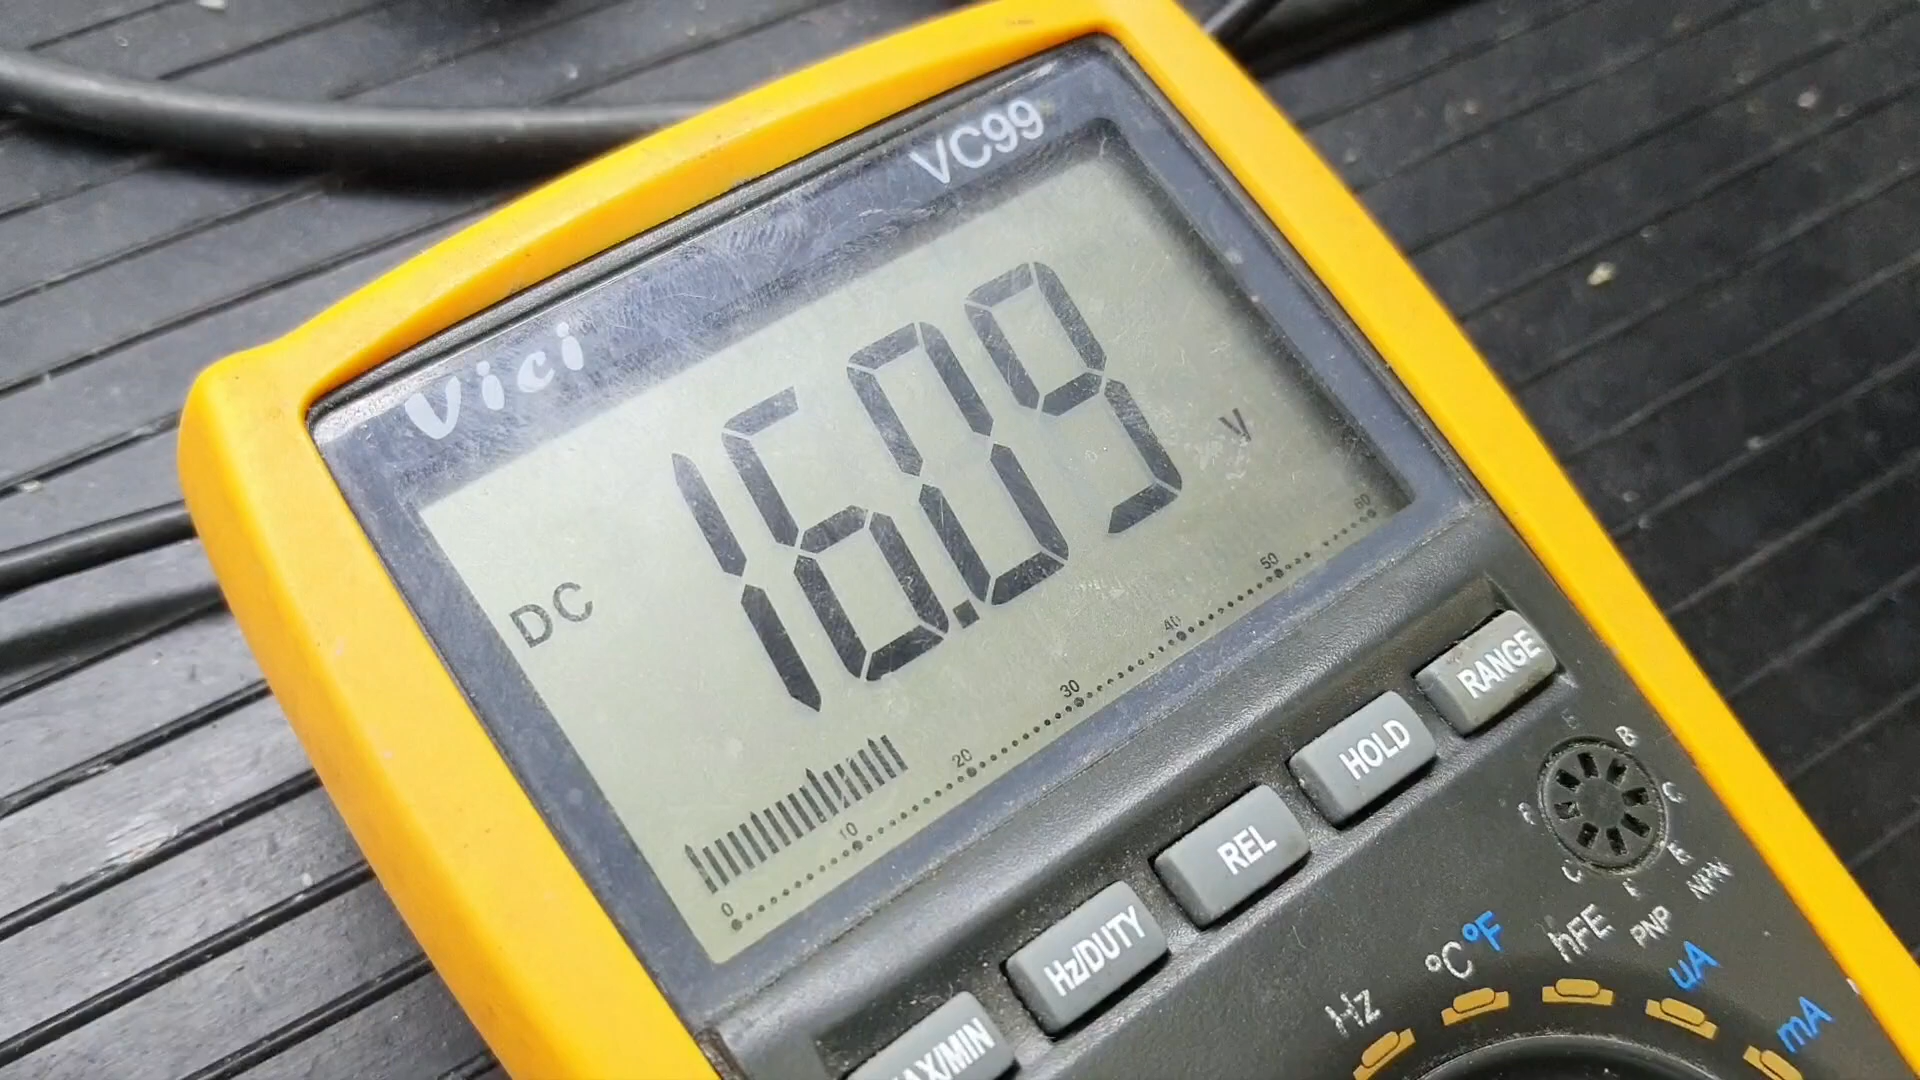 VC99
Vici
DC 16.09 V
0 10 20 30 40 50 60
RANGE
HOLD
REL
Hz/DUTY
MAX/MIN
E
B
C
E
B
C
E
NPN
PNP
hFE
°C°F
Hz
uA
mA